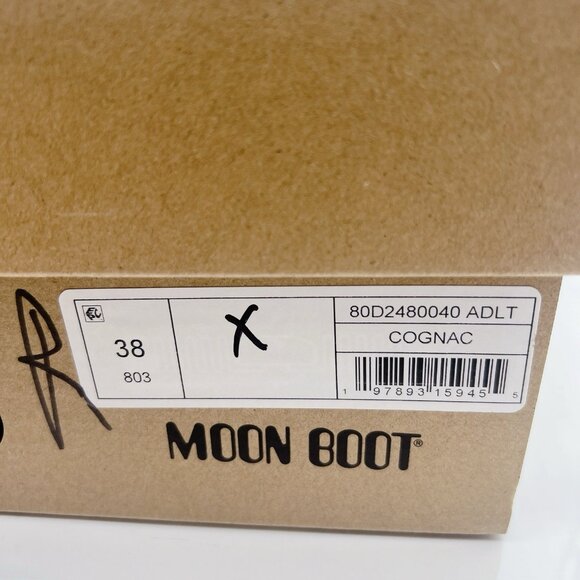 R
38
803
X
80D2480040 ADLT
COGNAC
1 97893 15945 5
MOON BOOT®